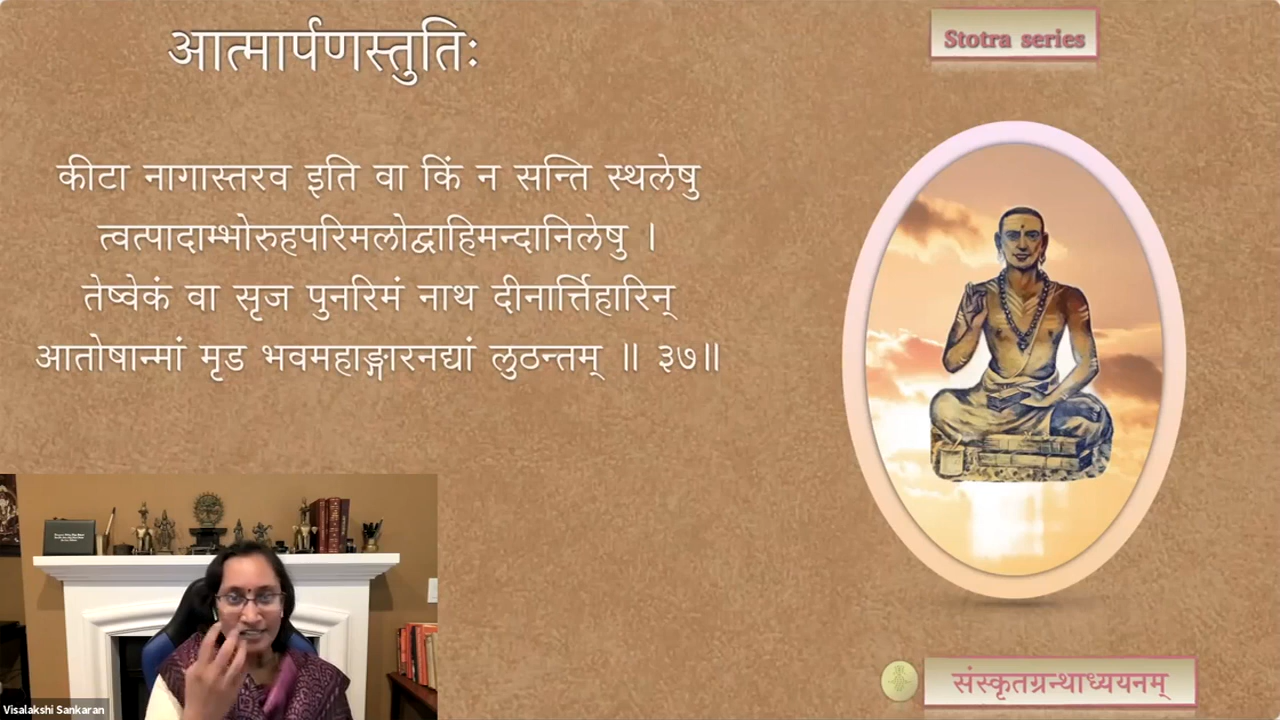 आत्मार्पणस्तुतिः
Stotra series
कीटा नागास्तरव इति वा किं न सन्ति स्थलेषु
त्वत्पादाम्भोरुहपरिमलोद्वाहिमन्दानिलेषु ।
तेष्वेकं वा सृज पुनरिमं नाथ दीनार्त्तिहारिन्
आतोषान्मां मृड भवमहाङ्गारनद्यां लुठन्तम् ॥ ३७॥
Visalakshi Sankaran
संस्कृतग्रन्थाध्ययनम्